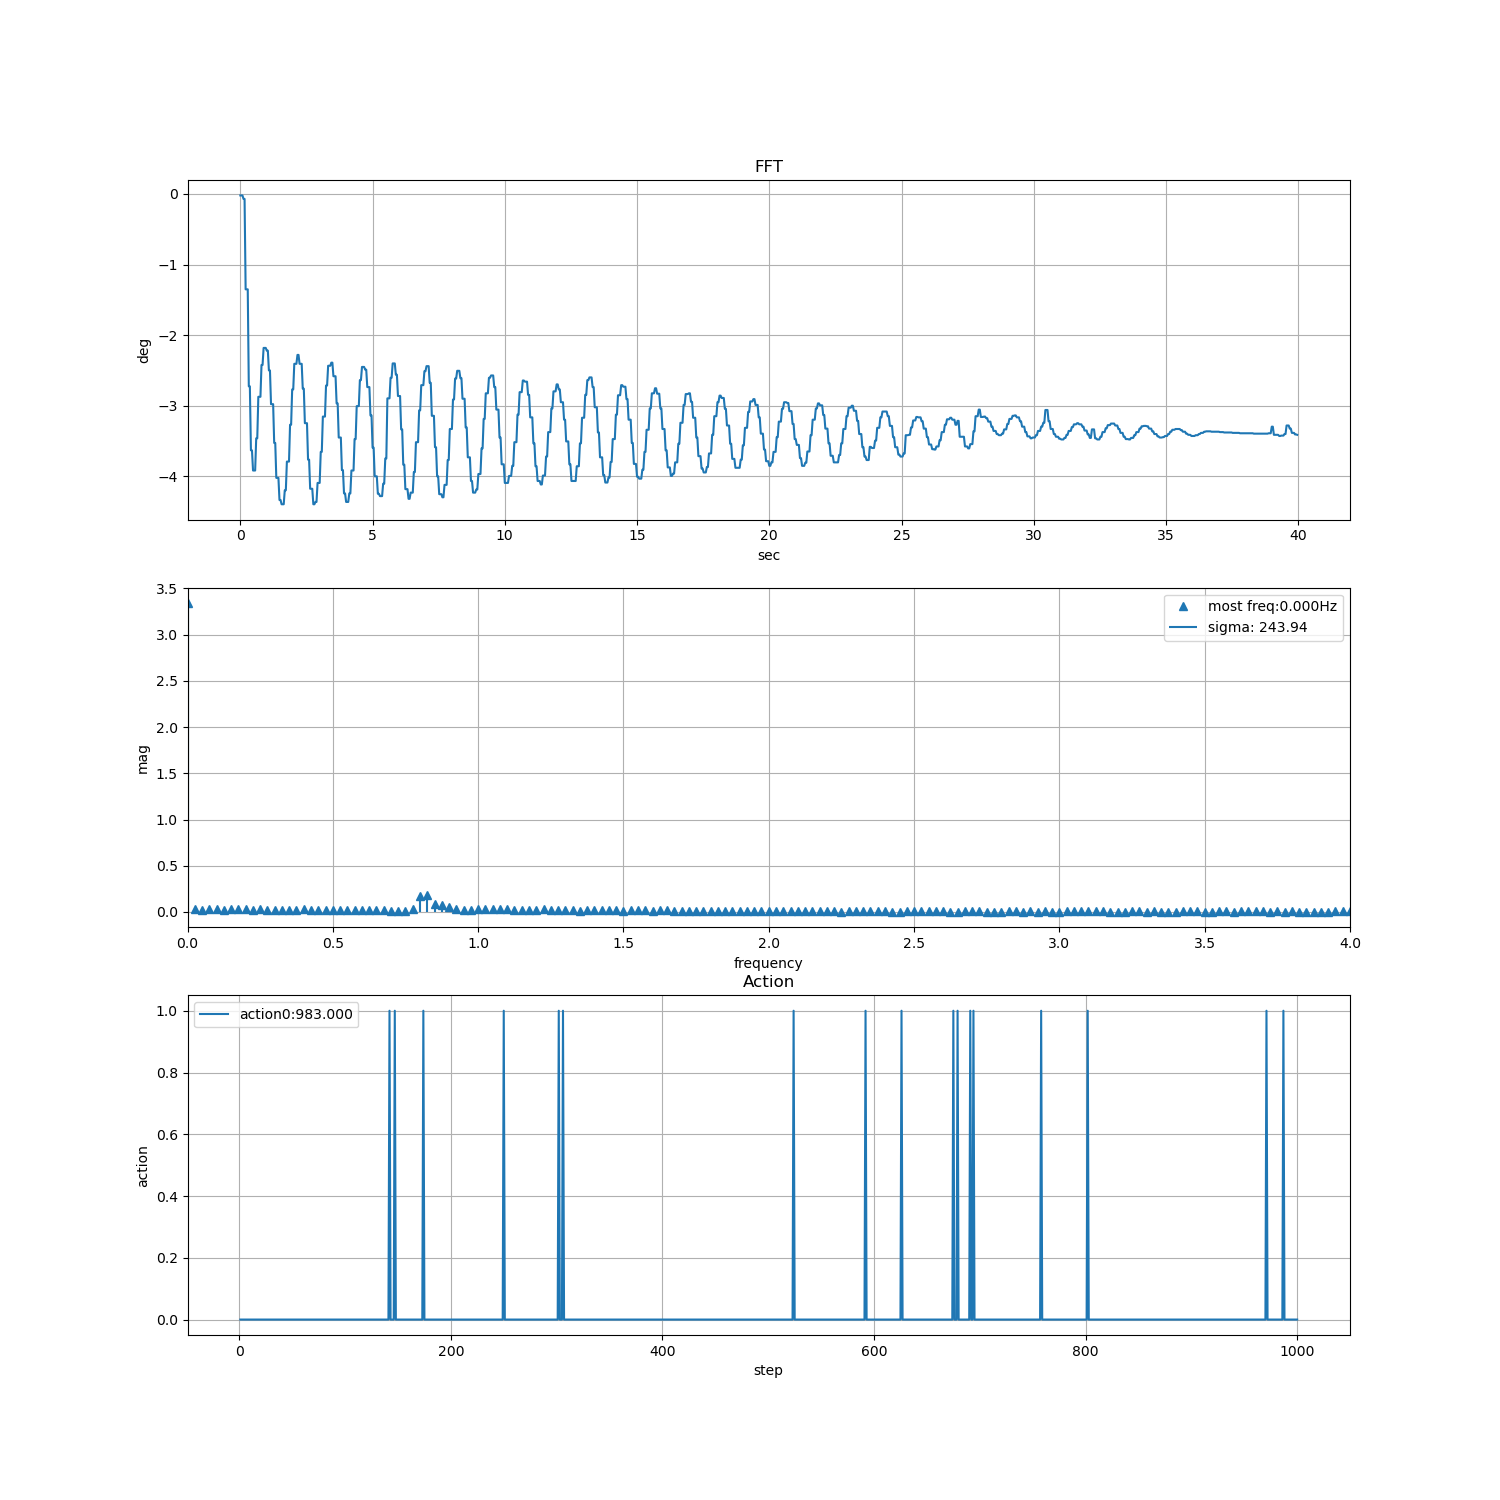 FFT
0
−1
−2
−3
−4
deg
0 5 10 15 20 25 30 35 40
sec
3.5
3.0
2.5
2.0
1.5
1.0
0.5
0.0
mag
most freq:0.000Hz
sigma: 243.94
0.0 0.5 1.0 1.5 2.0 2.5 3.0 3.5 4.0
frequency
Action
1.0
0.8
0.6
0.4
0.2
0.0
action
action0:983.000
0 200 400 600 800 1000
step